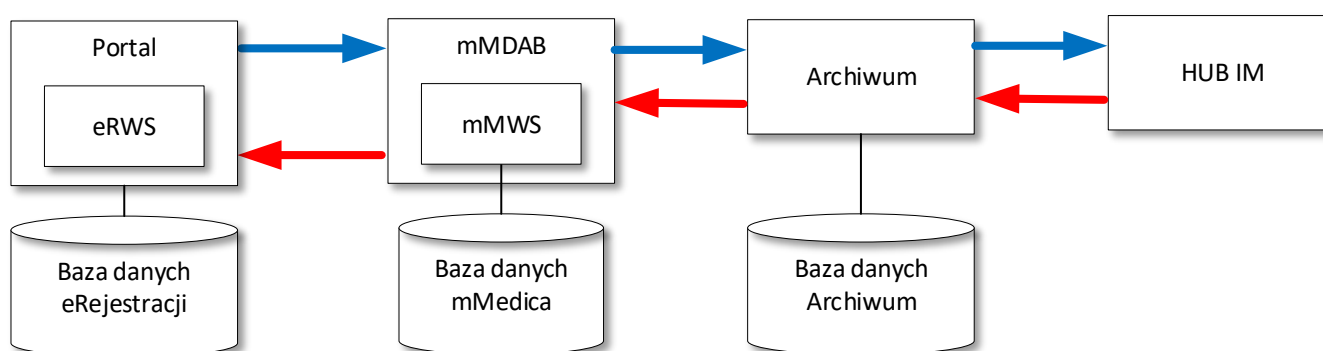 Portal
eRWS
mMDAB
mMWS
Archiwum
HUB IM
Baza danych
eRejestracji
Baza danych
mMedica
Baza danych
Archiwum